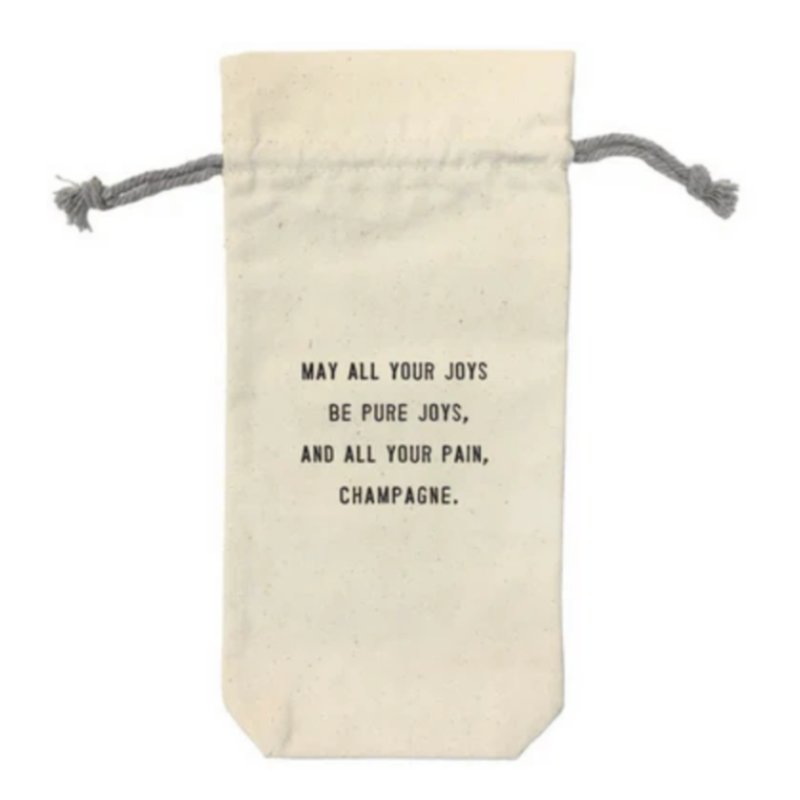 MAY ALL YOUR JOYS
BE PURE JOYS,
AND ALL YOUR PAIN,
CHAMPAGNE.